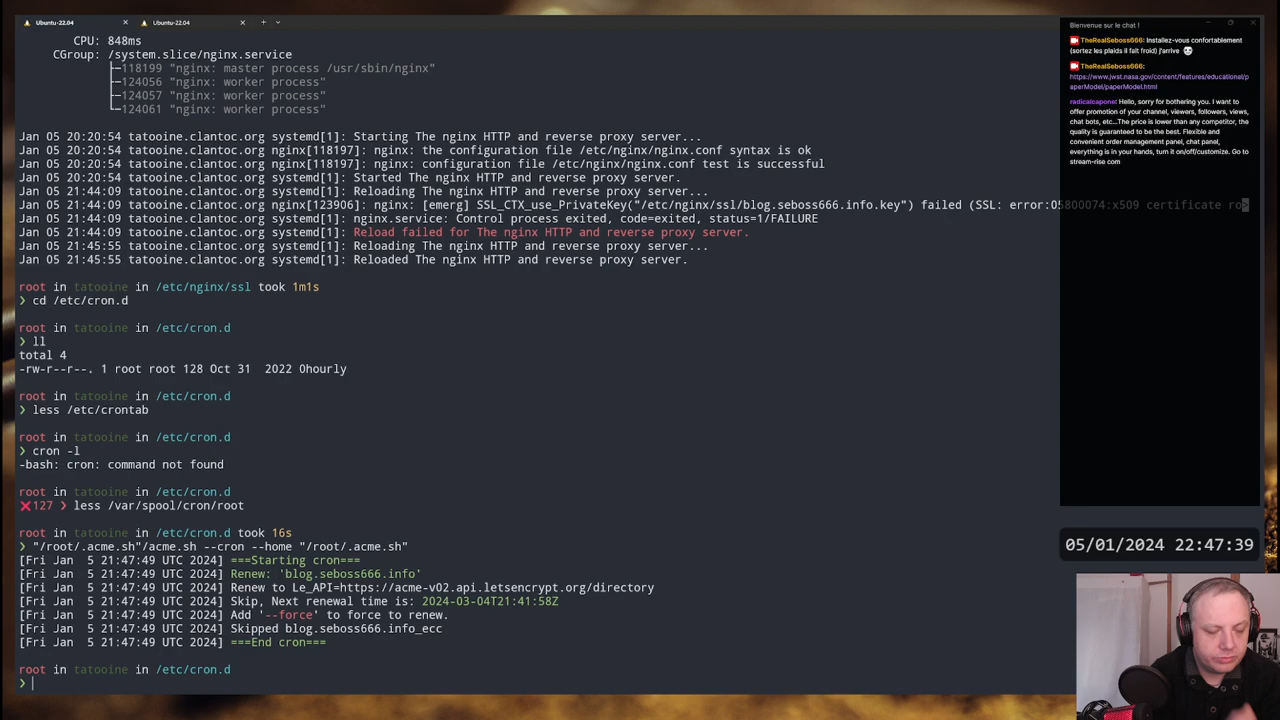 Ubuntu-22.04
Ubuntu-22.04
CPU: 848ms
CGroup: /system.slice/nginx.service
├─118199 "nginx: master process /usr/sbin/nginx"
├─124056 "nginx: worker process"
├─124057 "nginx: worker process"
└─124061 "nginx: worker process"
Jan 05 20:20:54 tatooine.clantoc.org systemd[1]: Starting The nginx HTTP and reverse proxy server...
Jan 05 20:20:54 tatooine.clantoc.org nginx[118197]: nginx: the configuration file /etc/nginx/nginx.conf syntax is ok
Jan 05 20:20:54 tatooine.clantoc.org nginx[118197]: nginx: configuration file /etc/nginx/nginx.conf test is successful
Jan 05 20:20:54 tatooine.clantoc.org systemd[1]: Started The nginx HTTP and reverse proxy server.
Jan 05 21:44:09 tatooine.clantoc.org systemd[1]: Reloading The nginx HTTP and reverse proxy server...
Jan 05 21:44:09 tatooine.clantoc.org nginx[123906]: nginx: [emerg] SSL_CTX_use_PrivateKey("/etc/nginx/ssl/blog.seboss666.info.key") failed (SSL: error:05800074:x509 certificate ro>
Jan 05 21:44:09 tatooine.clantoc.org systemd[1]: nginx.service: Control process exited, code=exited, status=1/FAILURE
Jan 05 21:44:09 tatooine.clantoc.org systemd[1]: Reload failed for The nginx HTTP and reverse proxy server.
Jan 05 21:45:55 tatooine.clantoc.org systemd[1]: Reloading The nginx HTTP and reverse proxy server...
Jan 05 21:45:55 tatooine.clantoc.org systemd[1]: Reloaded The nginx HTTP and reverse proxy server.
root in tatooine in /etc/nginx/ssl took 1m1s
❯ cd /etc/cron.d
root in tatooine in /etc/cron.d
❯ ll
total 4
-rw-r--r--. 1 root root 128 Oct 31  2022 0hourly
root in tatooine in /etc/cron.d
❯ less /etc/crontab
root in tatooine in /etc/cron.d
❯ cron -l
-bash: cron: command not found
root in tatooine in /etc/cron.d
❌127 ❯ less /var/spool/cron/root
root in tatooine in /etc/cron.d took 16s
❯ "/root/.acme.sh"/acme.sh --cron --home "/root/.acme.sh"
[Fri Jan  5 21:47:49 UTC 2024] ===Starting cron===
[Fri Jan  5 21:47:49 UTC 2024] Renew: 'blog.seboss666.info'
[Fri Jan  5 21:47:49 UTC 2024] Renew to Le_API=https://acme-v02.api.letsencrypt.org/directory
[Fri Jan  5 21:47:49 UTC 2024] Skip, Next renewal time is: 2024-03-04T21:41:58Z
[Fri Jan  5 21:47:49 UTC 2024] Add '--force' to force to renew.
[Fri Jan  5 21:47:49 UTC 2024] Skipped blog.seboss666.info_ecc
[Fri Jan  5 21:47:49 UTC 2024] ===End cron===
root in tatooine in /etc/cron.d
❯
Bienvenue sur le chat !
TheRealSeboss666: Installez-vous confortablement
(sortez les plaids il fait froid) j'arrive
TheRealSeboss666:
https://www.jwst.nasa.gov/content/features/educational/p
aperModel/paperModel.html
radicalcapone: Hello, sorry for bothering you. I want to
offer promotion of your channel, viewers, followers, views,
chat bots, etc...The price is lower than any competitor, the
quality is guaranteed to be the best. Flexible and
convenient order management panel, chat panel,
everything is in your hands, turn it on/off/customize. Go to
stream-rise com
05/01/2024 22:47:39